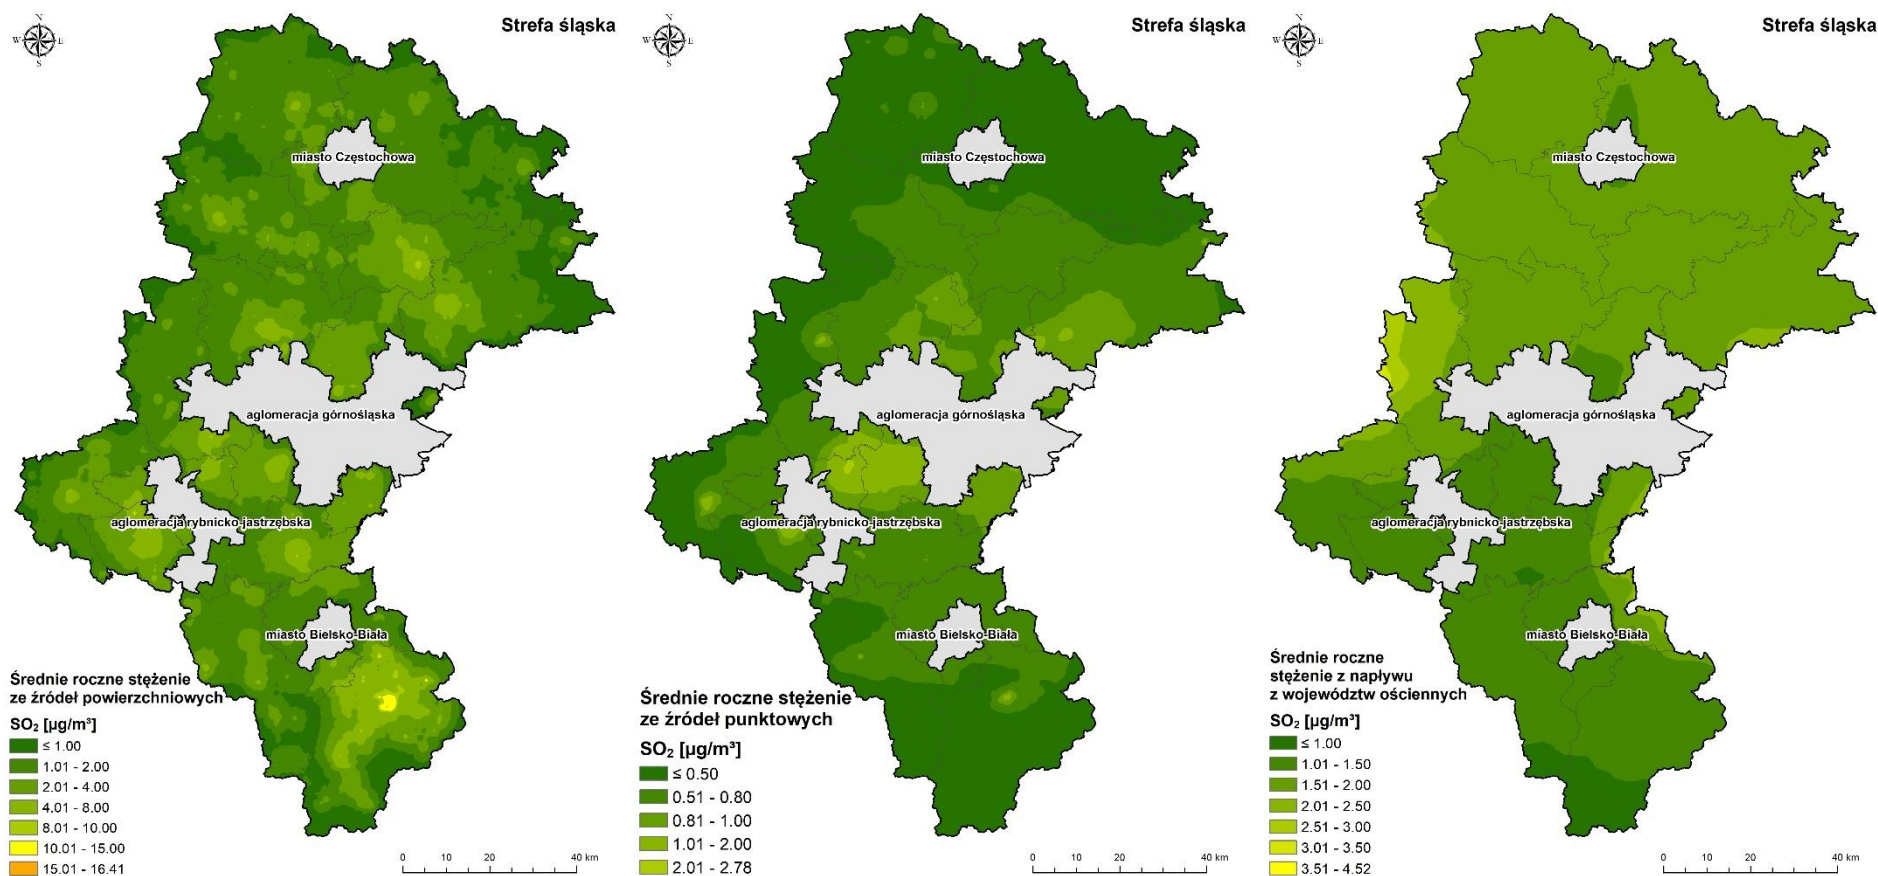 N
W E
S
Strefa śląska
miasto Częstochowa
aglomeracja górnośląska
aglomeracja rybnicko-jastrzębska
miasto Bielsko-Biała
Średnie roczne stężenie
ze źródeł powierzchniowych
SO₂ [µg/m³]
≤ 1.00
1.01 - 2.00
2.01 - 4.00
4.01 - 8.00
8.01 - 10.00
10.01 - 15.00
15.01 - 16.41
0 10 20 40 km
N
W E
S
Strefa śląska
miasto Częstochowa
aglomeracja górnośląska
aglomeracja rybnicko-jastrzębska
miasto Bielsko-Biała
Średnie roczne stężenie
ze źródeł punktowych
SO₂ [µg/m³]
≤ 0.50
0.51 - 0.80
0.81 - 1.00
1.01 - 2.00
2.01 - 2.78
0 10 20 40 km
N
W E
S
Strefa śląska
miasto Częstochowa
aglomeracja górnośląska
aglomeracja rybnicko-jastrzębska
miasto Bielsko-Biała
Średnie roczne
stężenie z napływu
z województw ościennych
SO₂ [µg/m³]
≤ 1.00
1.01 - 1.50
1.51 - 2.00
2.01 - 2.50
2.51 - 3.00
3.01 - 3.50
3.51 - 4.52
0 10 20 40 km